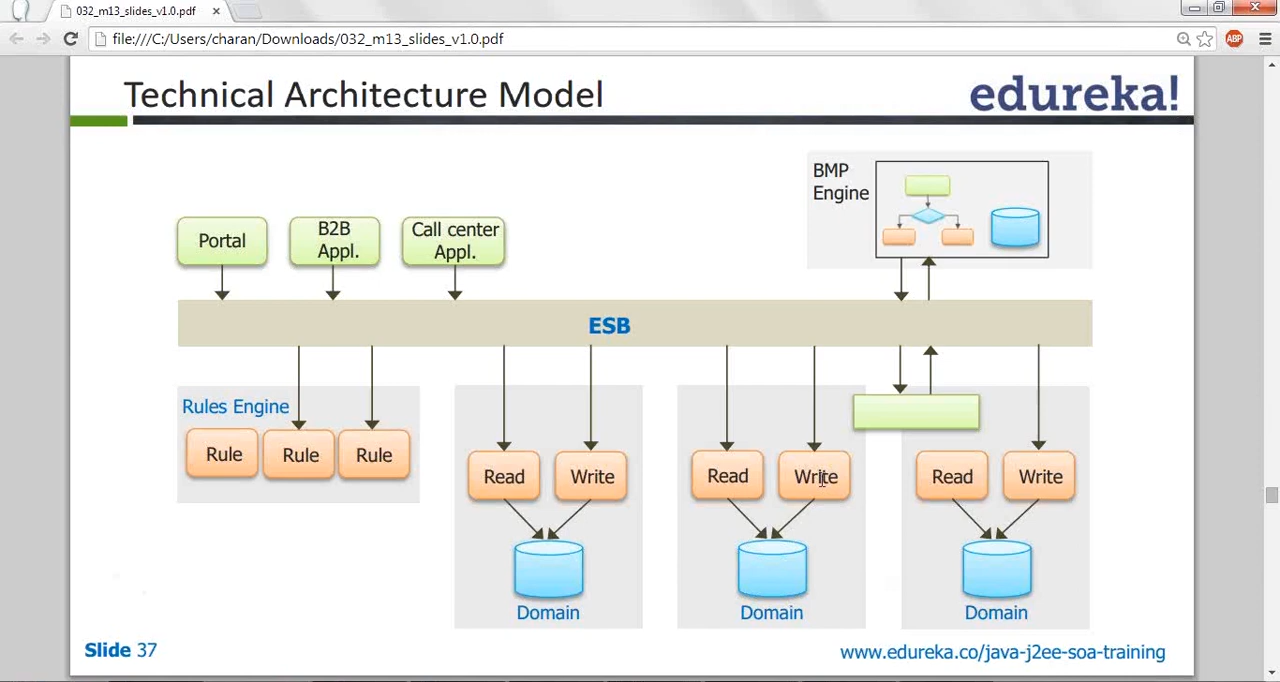 032_m13_slides_v1.0.pdf
file:///C:/Users/charan/Downloads/032_m13_slides_v1.0.pdf
ABP
Technical Architecture Model
edureka!
BMP
Engine
Portal
B2B
Appl.
Call center
Appl.
ESB
Rules Engine
Rule
Rule
Rule
Read
Write
Domain
Read
Write
Domain
Read
Write
Domain
Slide 37
www.edureka.co/java-j2ee-soa-training